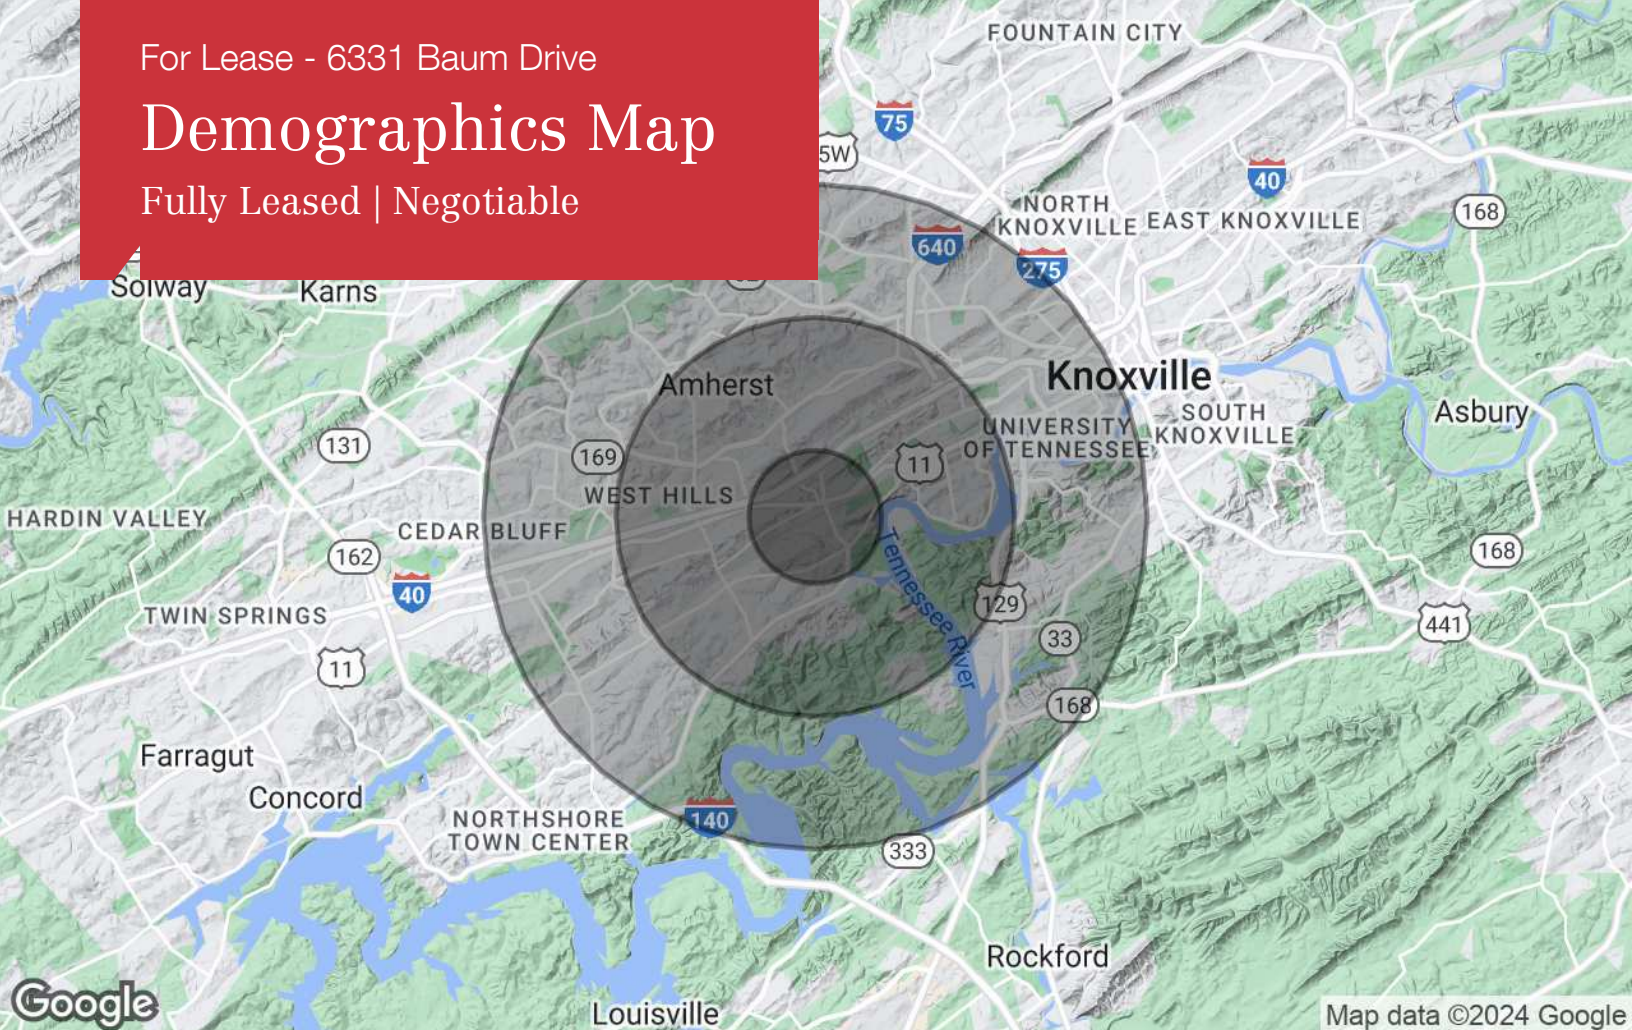 For Lease - 6331 Baum Drive
Demographics Map
Fully Leased | Negotiable
FOUNTAIN CITY
75
5W
40
NORTH
KNOXVILLE
EAST KNOXVILLE
168
640
275
Solway
Karns
Amherst
Knoxville
UNIVERSITY
OF TENNESSEE
SOUTH
KNOXVILLE
Asbury
131
169
11
WEST HILLS
HARDIN VALLEY
CEDAR BLUFF
162
168
40
Tennessee River
129
TWIN SPRINGS
441
33
11
168
Farragut
Concord
NORTHSHORE
TOWN CENTER
140
333
Rockford
Google
Louisville
Map data ©2024 Google